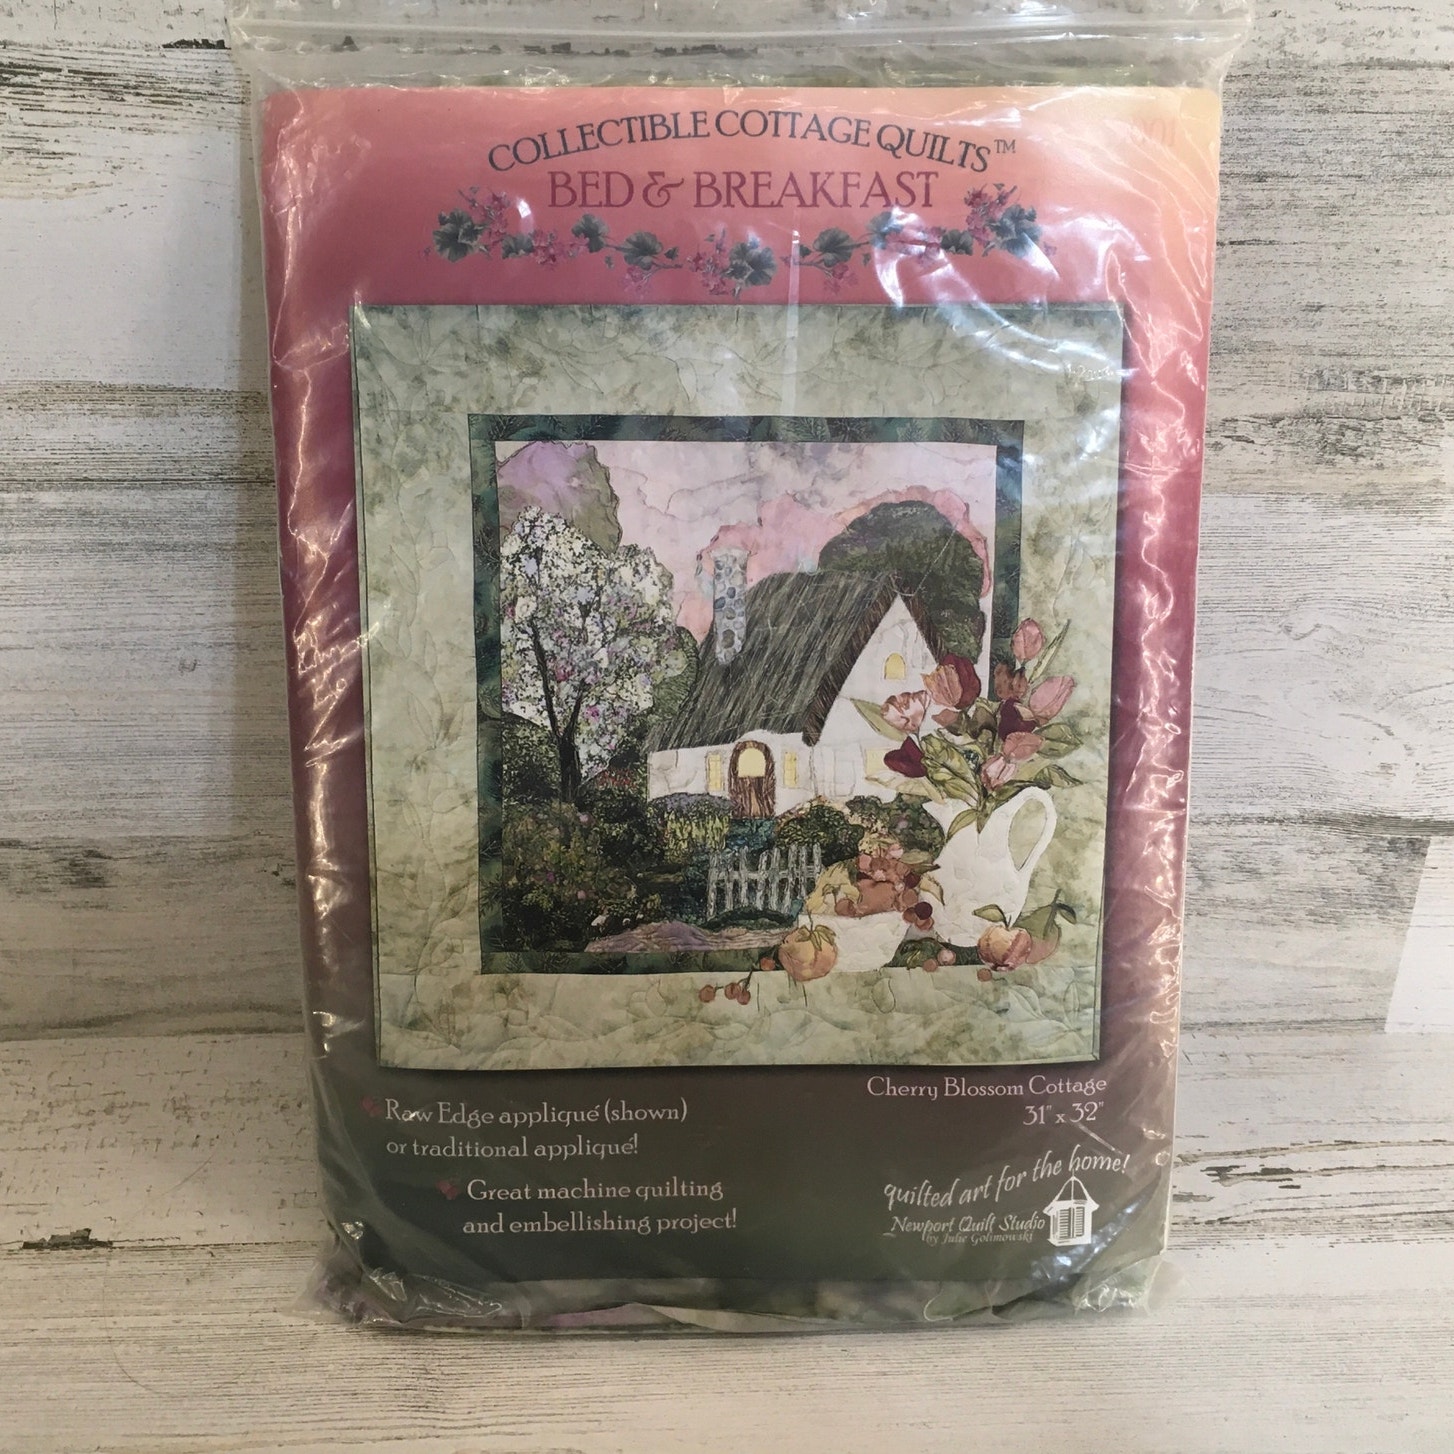 COLLECTIBLE COTTAGE QUILTS™
BED & BREAKFAST
Raw Edge appliqué (shown)
or traditional appliqué!
Great machine quilting
and embellishing project!
Cherry Blossom Cottage
31" x 32"
quilted art for the home!
Newport Quilt Studio
by Julie Golimowski